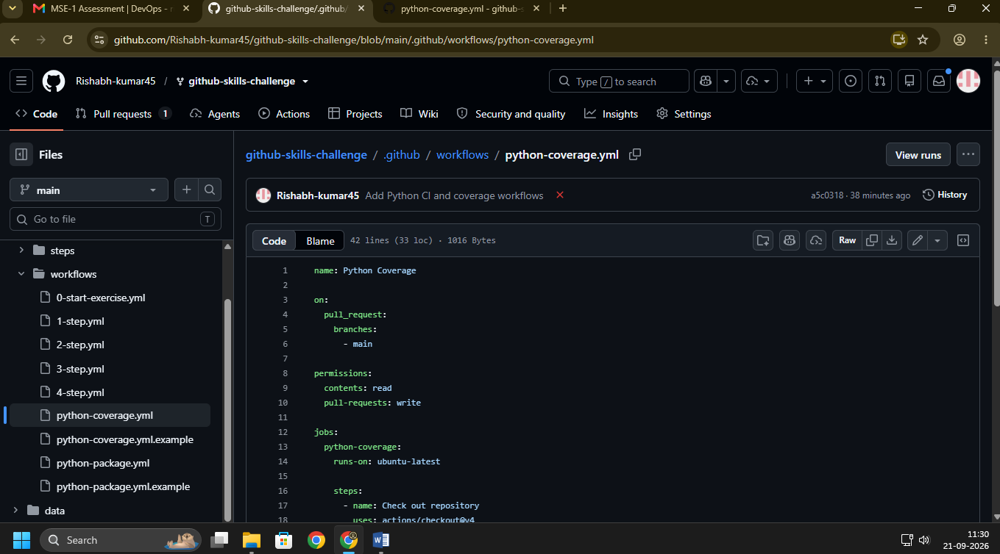 MSE-1 Assessment | DevOps - r
github-skills-challenge/.github/
python-coverage.yml - github-s
github.com/Rishabh-kumar45/github-skills-challenge/blob/main/.github/workflows/python-coverage.yml
Rishabh-kumar45 / github-skills-challenge
Type / to search
Code
Pull requests 1
Agents
Actions
Projects
Wiki
Security and quality
Insights
Settings
Files
main
Go to file T
steps
workflows
0-start-exercise.yml
1-step.yml
2-step.yml
3-step.yml
4-step.yml
python-coverage.yml
python-coverage.yml.example
python-package.yml
python-package.yml.example
data
github-skills-challenge / .github / workflows / python-coverage.yml
View runs
Rishabh-kumar45 Add Python CI and coverage workflows
a5c0318 · 38 minutes ago
History
Code
Blame
42 lines (33 loc) · 1016 Bytes
Raw
1 name: Python Coverage
2
3 on:
4 pull_request:
5 branches:
6 - main
7
8 permissions:
9 contents: read
10 pull-requests: write
11
12 jobs:
13 python-coverage:
14 runs-on: ubuntu-latest
15
16 steps:
17 - name: Check out repository
18 uses: actions/checkout@v4
Search
11:30
21-09-2026